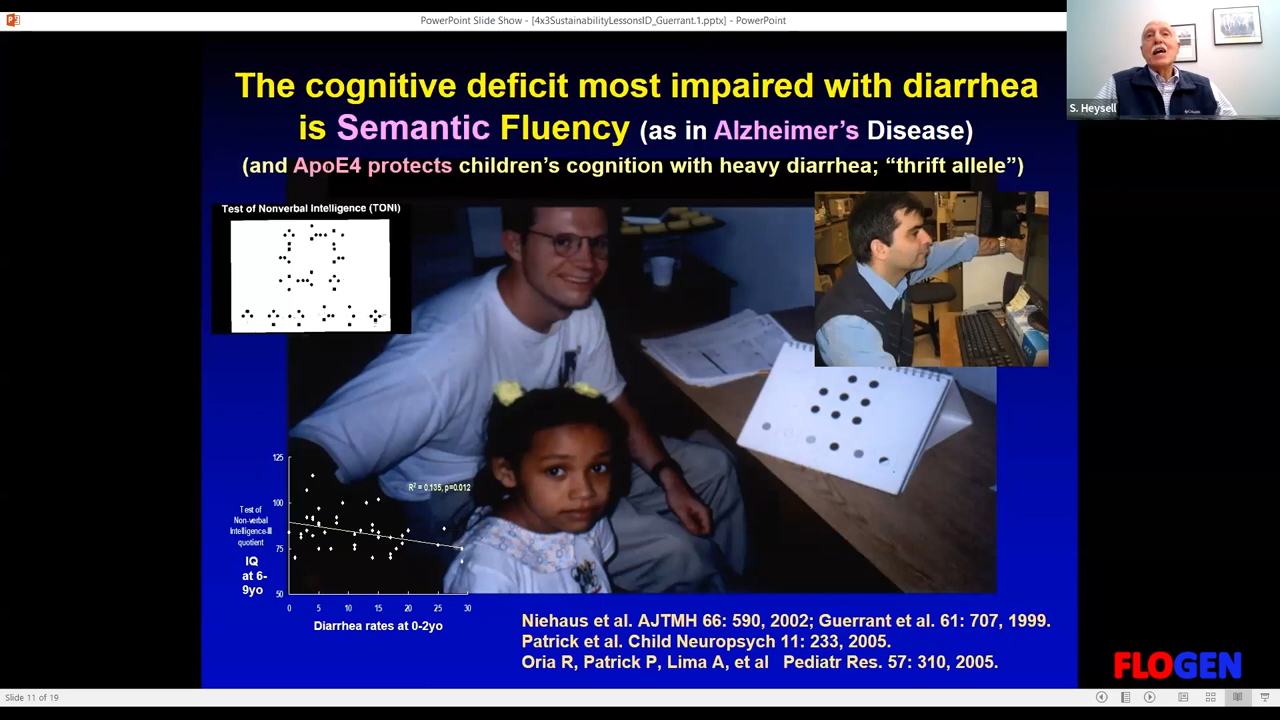 PowerPoint Slide Show - [4x3SustainabilityLessonsID_Guerrant.1.pptx] - PowerPoint
S. Heysell
The cognitive deficit most impaired with diarrhea
is Semantic Fluency (as in Alzheimer's Disease)
(and ApoE4 protects children's cognition with heavy diarrhea; "thrift allele")
Test of Nonverbal Intelligence (TONI)
125
100
75
50
Test of
Non-verbal
Intelligence-III
quotient
IQ
at 6-
9yo
R² = 0.135, p=0.012
0 5 10 15 20 25 30
Diarrhea rates at 0-2yo
Niehaus et al. AJTMH 66: 590, 2002; Guerrant et al. 61: 707, 1999.
Patrick et al. Child Neuropsych 11: 233, 2005.
Oria R, Patrick P, Lima A, et al Pediatr Res. 57: 310, 2005.
FLOGEN
Slide 11 of 19